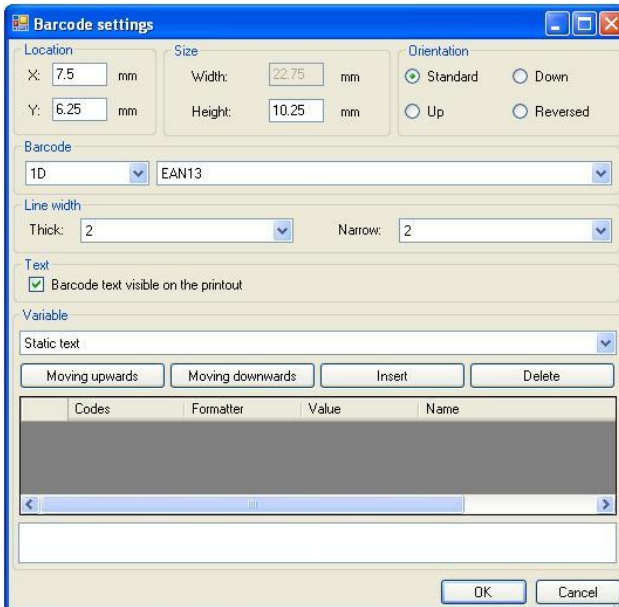 Barcode settings
Location Size Orientation
X: 7.5 mm Width: 22.75 mm Standard Down
Y: 6.25 mm Height: 10.25 mm Up Reversed
Barcode
1D EAN13
Line width
Thick: 2 Narrow: 2
Text
Barcode text visible on the printout
Variable
Static text
Moving upwards Moving downwards Insert Delete
Codes Formatter Value Name
OK Cancel